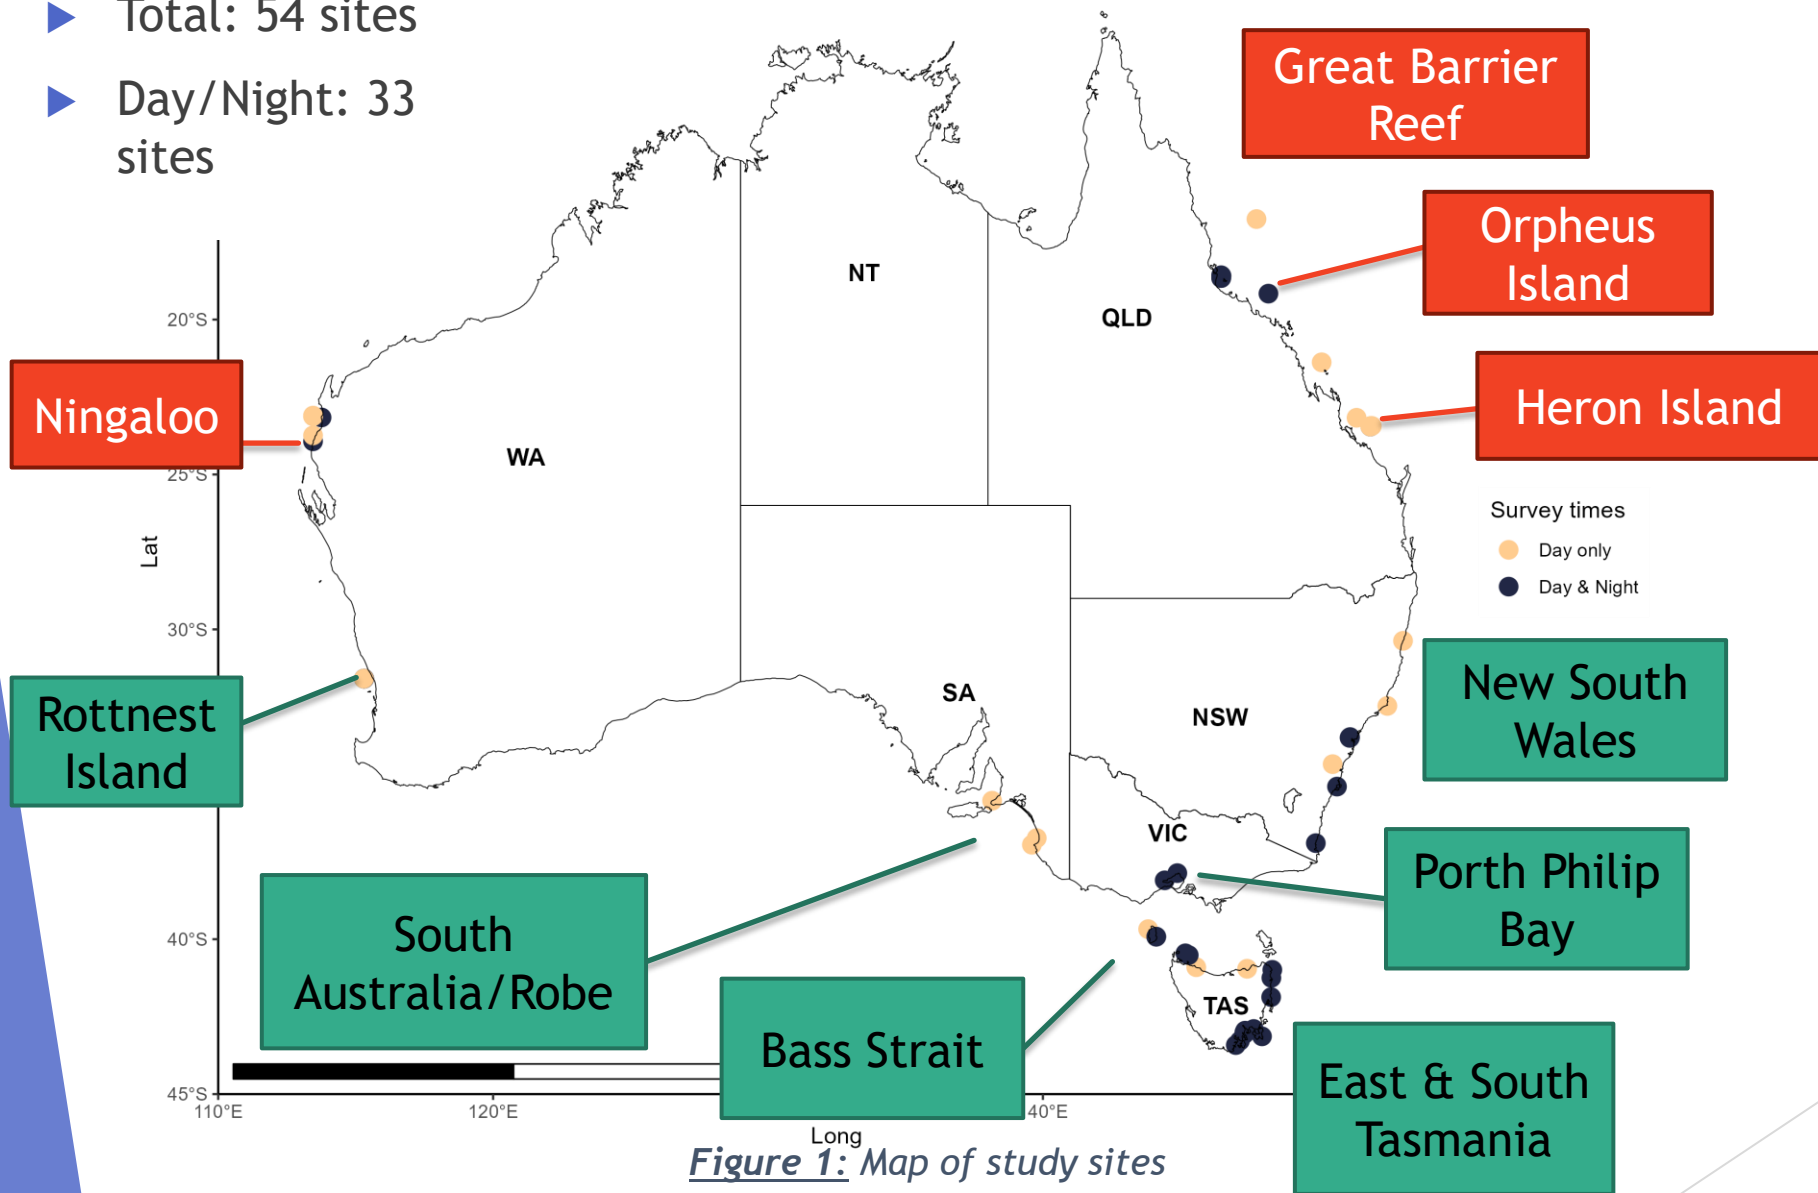 Total: 54 sites
Day/Night: 33
sites
Great Barrier
Reef
Orpheus
Island
NT
QLD
20°S
Ningaloo
Heron Island
WA
25°S
Survey times
Day only
Day & Night
Lat
30°S
Rottnest
Island
SA
NSW
New South
Wales
VIC
Porth Philip
Bay
South
Australia/Robe
40°S
TAS
Bass Strait
East & South
Tasmania
45°S
110°E
120°E
40°E
Long
Figure 1: Map of study sites